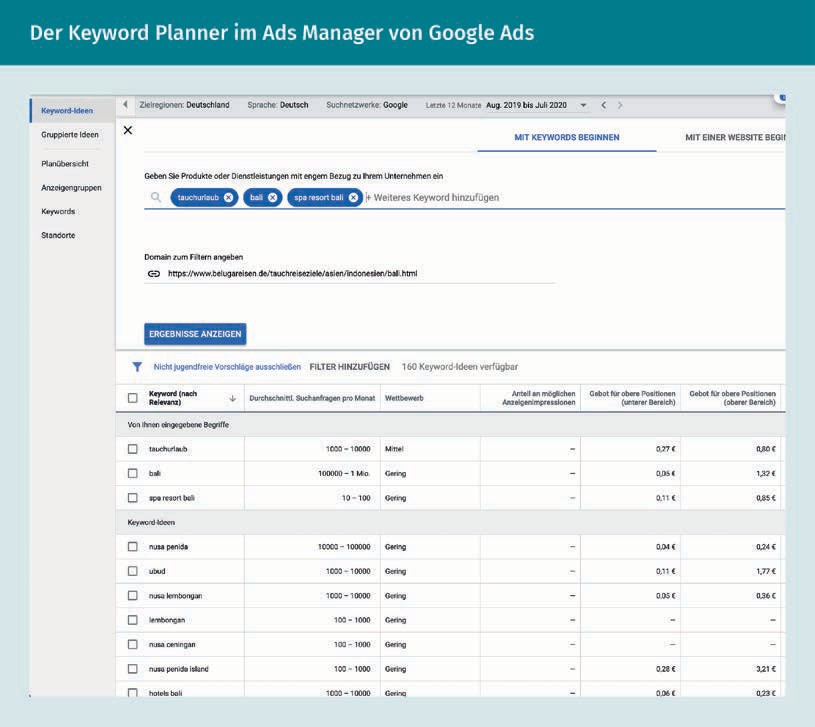 Der Keyword Planner im Ads Manager von Google Ads
Keyword-Ideen
Gruppierte Ideen
Planübersicht
Anzeigengruppen
Keywords
Standorte
Zielregionen: Deutschland Sprache: Deutsch Suchnetzwerke: Google Letzte 12 Monate Aug. 2019 bis Juli 2020
MIT KEYWORDS BEGINNEN MIT EINER WEBSITE BEGIN
Geben Sie Produkte oder Dienstleistungen mit engem Bezug zu Ihrem Unternehmen ein
tauchurlaub bali spa resort bali + Weiteres Keyword hinzufügen
Domain zum Filtern angeben
https://www.belugareisen.de/tauchreiseziele/asien/indonesien/bali.html
ERGEBNISSE ANZEIGEN
Nicht jugendfreie Vorschläge ausschließen FILTER HINZUFÜGEN 160 Keyword-Ideen verfügbar
Keyword (nach Relevanz) Durchschnittl. Suchanfragen pro Monat Wettbewerb Anteil an möglichen Anzeigenimpressionen Gebot für obere Positionen (unterer Bereich) Gebot für obere Positionen (oberer Bereich)
Von Ihnen eingegebene Begriffe
tauchurlaub 1000 – 10000 Mittel – 0,27 € 0,80 €
bali 100000 – 1 Mio. Gering – 0,05 € 1,32 €
spa resort bali 10 – 100 Gering – 0,11 € 0,85 €
Keyword-Ideen
nusa penida 10000 – 100000 Gering – 0,04 € 0,24 €
ubud 1000 – 10000 Gering – 0,11 € 1,77 €
nusa lembongan 1000 – 10000 Gering – 0,05 € 0,36 €
lembongan 100 – 1000 Gering – – –
nusa ceningan 100 – 1000 Gering – – –
nusa penida island 100 – 1000 Gering – 0,28 € 3,21 €
hotels bali 1000 – 10000 Gering – 0,06 € 0,23 €